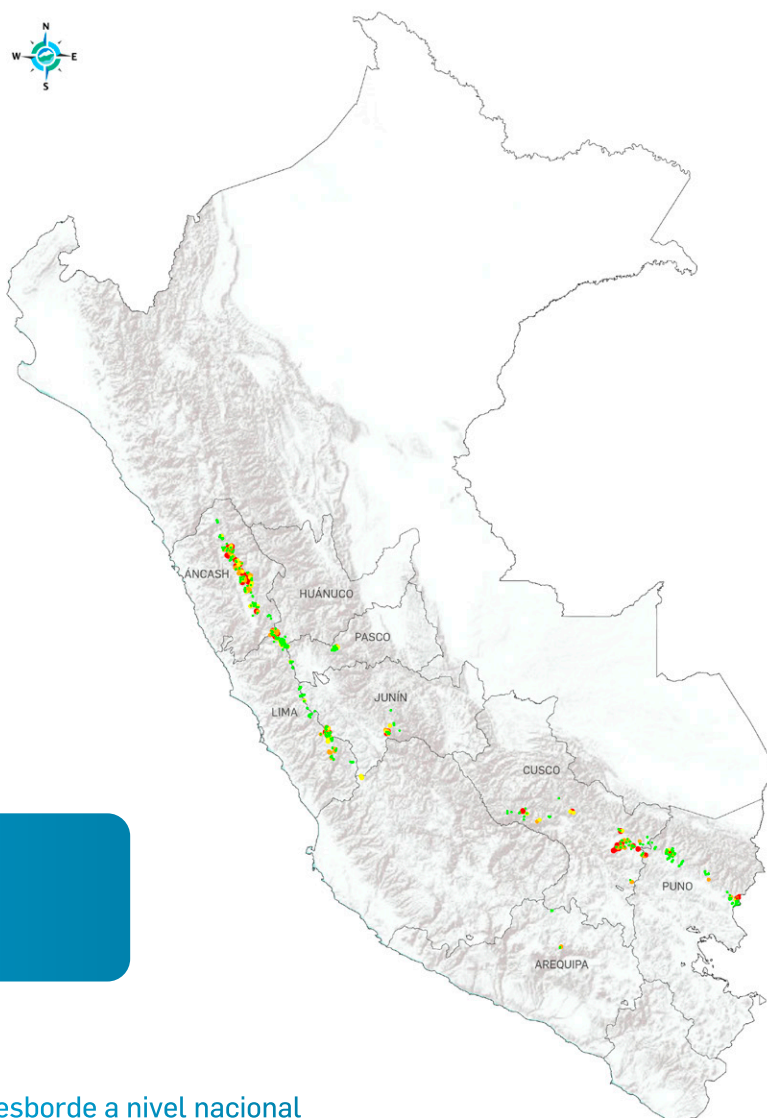 N
W E
S
ÁNCASH
HUÁNUCO
PASCO
JUNÍN
LIMA
CUSCO
PUNO
AREQUIPA
esborde a nivel nacional